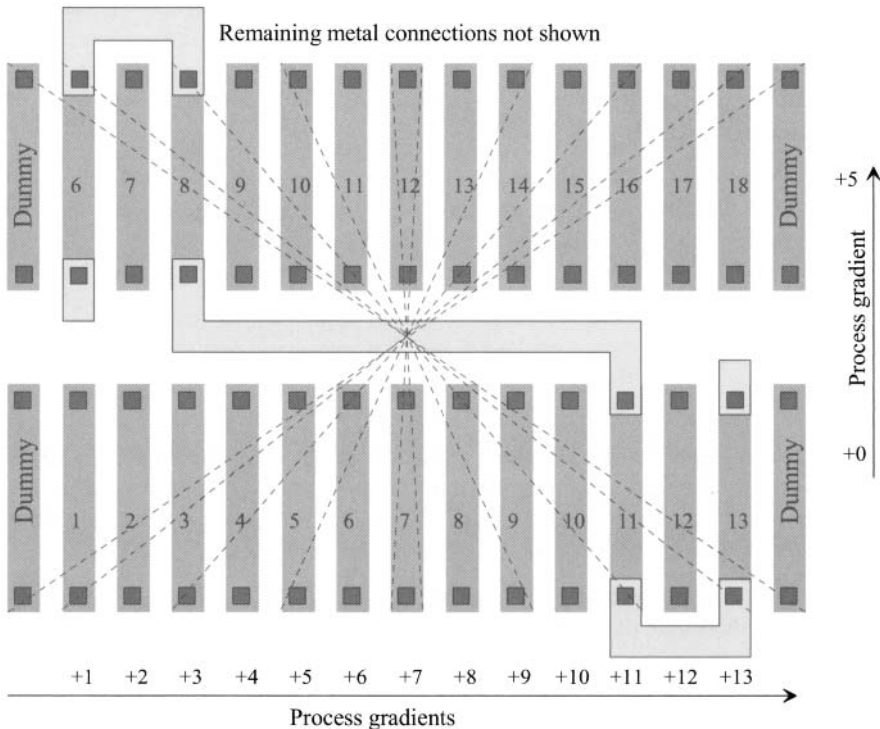 Remaining metal connections not shown
Dummy 6 7 8 9 10 11 12 13 14 15 16 17 18 Dummy
+5
Process gradient
+0
Dummy 1 2 3 4 5 6 7 8 9 10 11 12 13 Dummy
+1 +2 +3 +4 +5 +6 +7 +8 +9 +10 +11 +12 +13
Process gradients